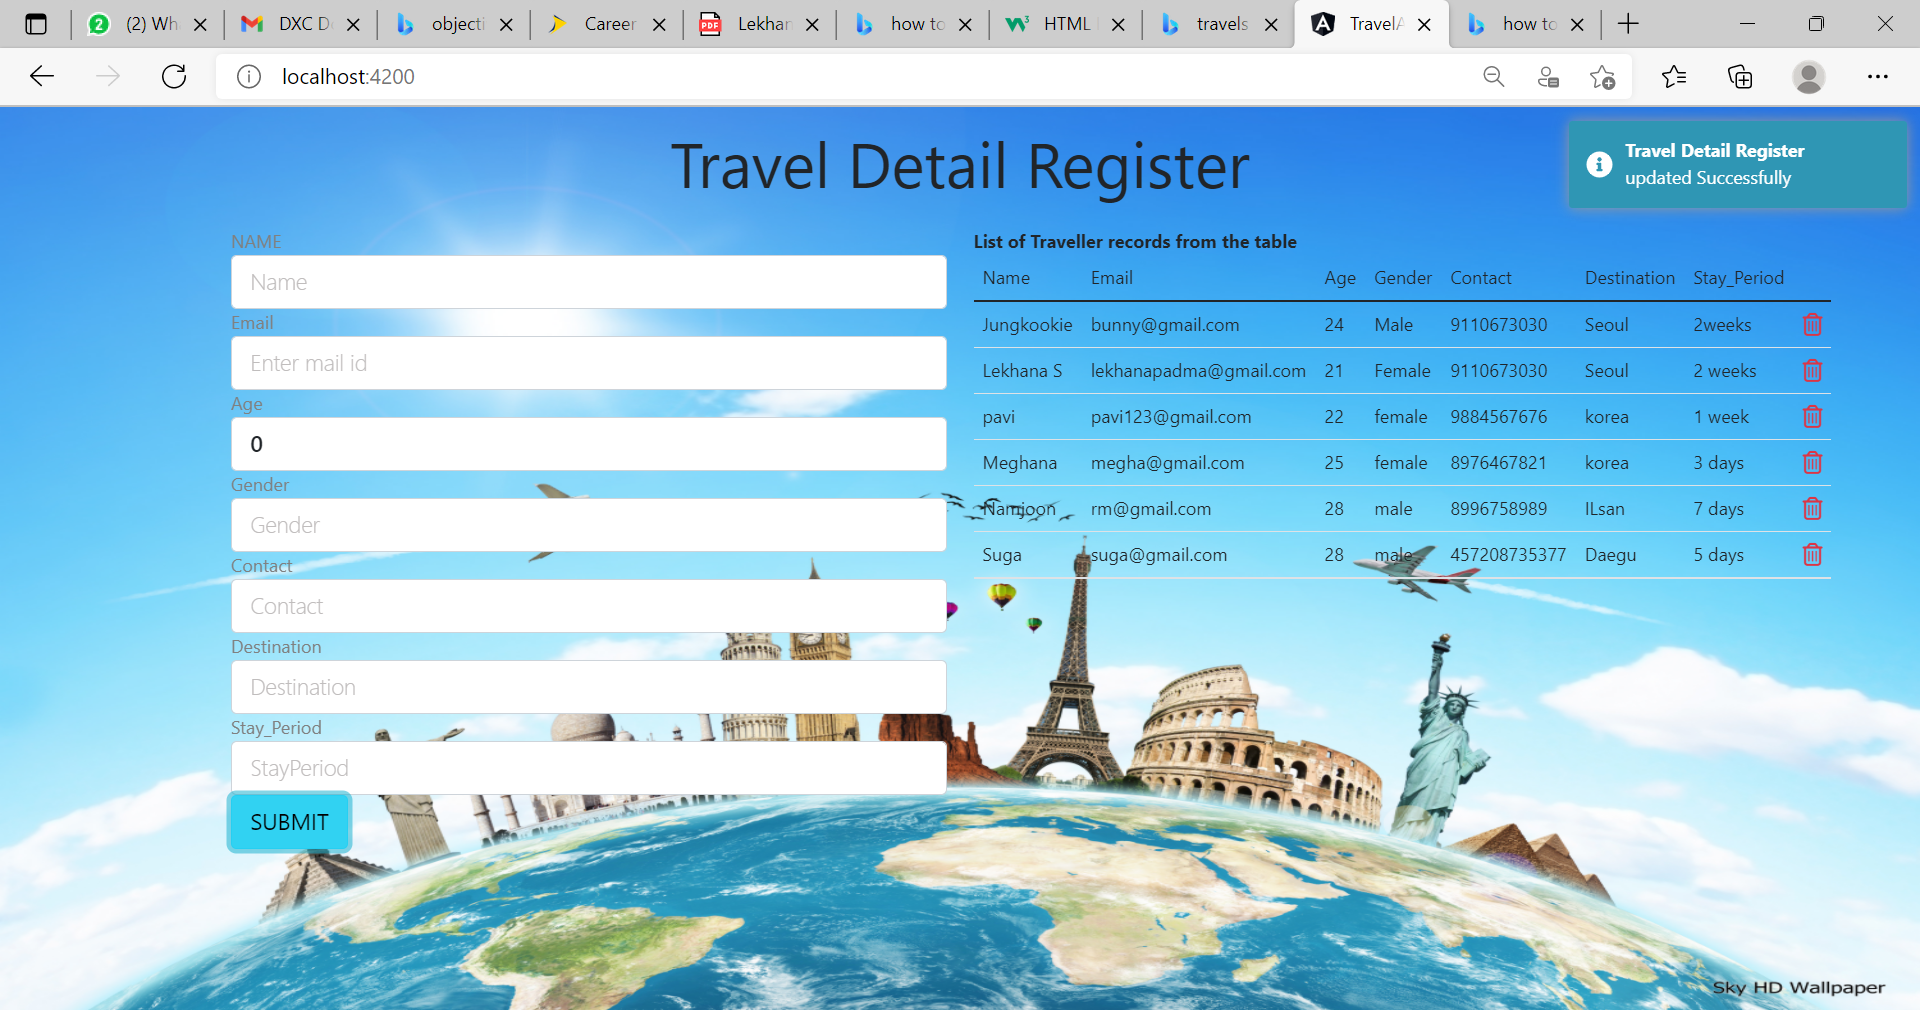 (2) Wh
DXC D
objecti
Career
Lekhan
how to
HTML
travels
TravelA
how to
localhost:4200
Travel Detail Register
Travel Detail Register
updated Successfully
NAME
Name
Email
Enter mail id
Age
0
Gender
Gender
Contact
Contact
Destination
Destination
Stay_Period
StayPeriod
SUBMIT
List of Traveller records from the table
Name Email Age Gender Contact Destination Stay_Period
Jungkookie bunny@gmail.com 24 Male 9110673030 Seoul 2weeks
Lekhana S lekhanapadma@gmail.com 21 Female 9110673030 Seoul 2 weeks
pavi pavi123@gmail.com 22 female 9884567676 korea 1 week
Meghana megha@gmail.com 25 female 8976467821 korea 3 days
Namjoon rm@gmail.com 28 male 8996758989 ILsan 7 days
Suga suga@gmail.com 28 male 457208735377 Daegu 5 days
Sky HD Wallpaper